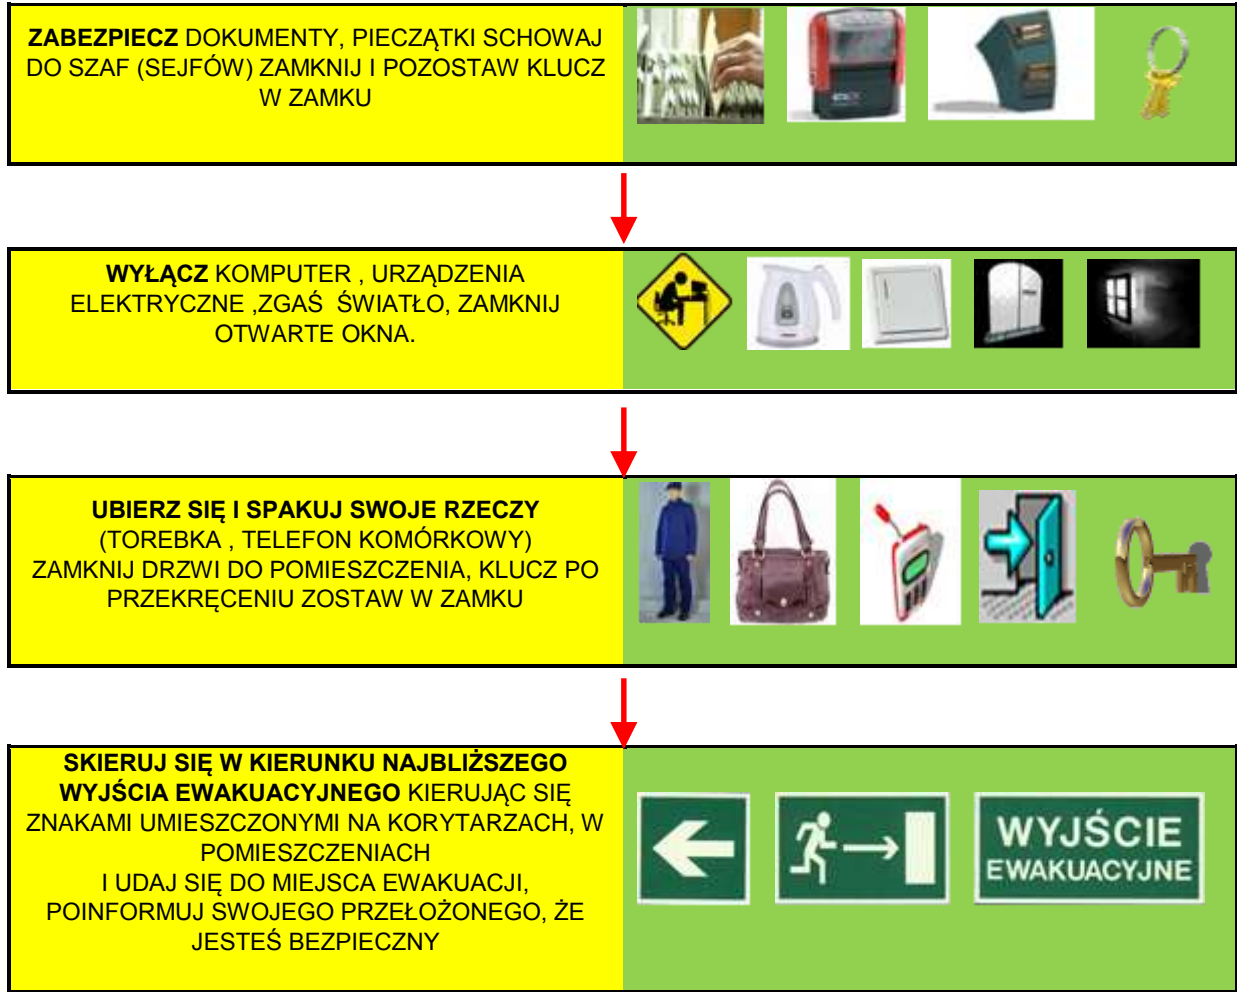 ZABEZPIECZ DOKUMENTY, PIECZĄTKI SCHOWAJ
DO SZAF (SEJFÓW) ZAMKNIJ I POZOSTAW KLUCZ
W ZAMKU
WYŁĄCZ KOMPUTER , URZĄDZENIA
ELEKTRYCZNE ,ZGAŚ ŚWIATŁO, ZAMKNIJ
OTWARTE OKNA.
UBIERZ SIĘ I SPAKUJ SWOJE RZECZY
(TOREBKA , TELEFON KOMÓRKOWY)
ZAMKNIJ DRZWI DO POMIESZCZENIA, KLUCZ PO
PRZEKRĘCENIU ZOSTAW W ZAMKU
SKIERUJ SIĘ W KIERUNKU NAJBLIŻSZEGO
WYJŚCIA EWAKUACYJNEGO KIERUJĄC SIĘ
ZNAKAMI UMIESZCZONYMI NA KORYTARZACH, W
POMIESZCZENIACH
I UDAJ SIĘ DO MIEJSCA EWAKUACJI,
POINFORMUJ SWOJEGO PRZEŁOŻONEGO, ŻE
JESTEŚ BEZPIECZNY
WYJŚCIE
EWAKUACYJNE